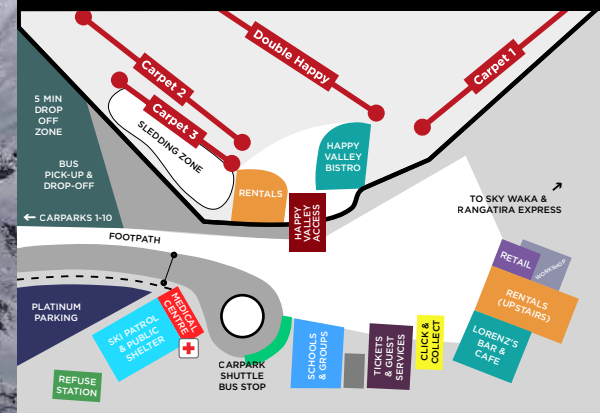 Double Happy
Carpet 1
Carpet 2
Carpet 3
SLEDDING ZONE
5 MIN
DROP
OFF
ZONE
BUS
PICK-UP &
DROP-OFF
← CARPARKS 1-10
HAPPY
VALLEY
BISTRO
RENTALS
HAPPY
VALLEY
ACCESS
TO SKY WAKA &
RANGATIRA EXPRESS
FOOTPATH
RETAIL
WORKSHOP
RENTALS
(UPSTAIRS)
LORENZ'S
BAR &
CAFE
PLATINUM
PARKING
MEDICAL
CENTRE
SKI PATROL
& PUBLIC
SHELTER
REFUSE
STATION
CARPARK
SHUTTLE
BUS STOP
SCHOOLS
& GROUPS
TICKETS
& GUEST
SERVICES
CLICK &
COLLECT